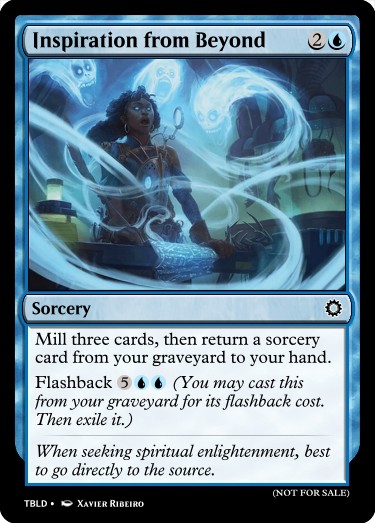 Inspiration from Beyond 2
Sorcery
Mill three cards, then return a sorcery
card from your graveyard to your hand.
Flashback 5 (You may cast this
from your graveyard for its flashback cost.
Then exile it.)
When seeking spiritual enlightenment, best
to go directly to the source.
(NOT FOR SALE)
TBLD • Xavier Ribeiro